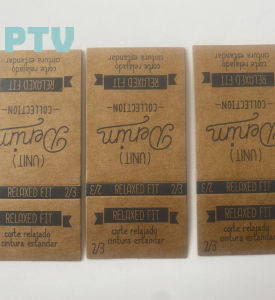 PTV
(UNIT)
Denim
-COLLECTION-
RELAXED FIT
corte relajado
cintura estandar
RELAXED FIT 2/3
RELAXED FIT
corte relajado
cintura estandar
(UNIT)
Denim
-COLLECTION-
RELAXED FIT
corte relajado
cintura estandar
2/3 RELAXED FIT 2/3
RELAXED FIT
corte relajado
cintura estandar
2/3
(UNIT)
Denim
-COLLECTION-
RELAXED FIT
corte relajado
cintura estandar
2/3 RELAXED FIT
RELAXED FIT
corte relajado
cintura estandar
2/3